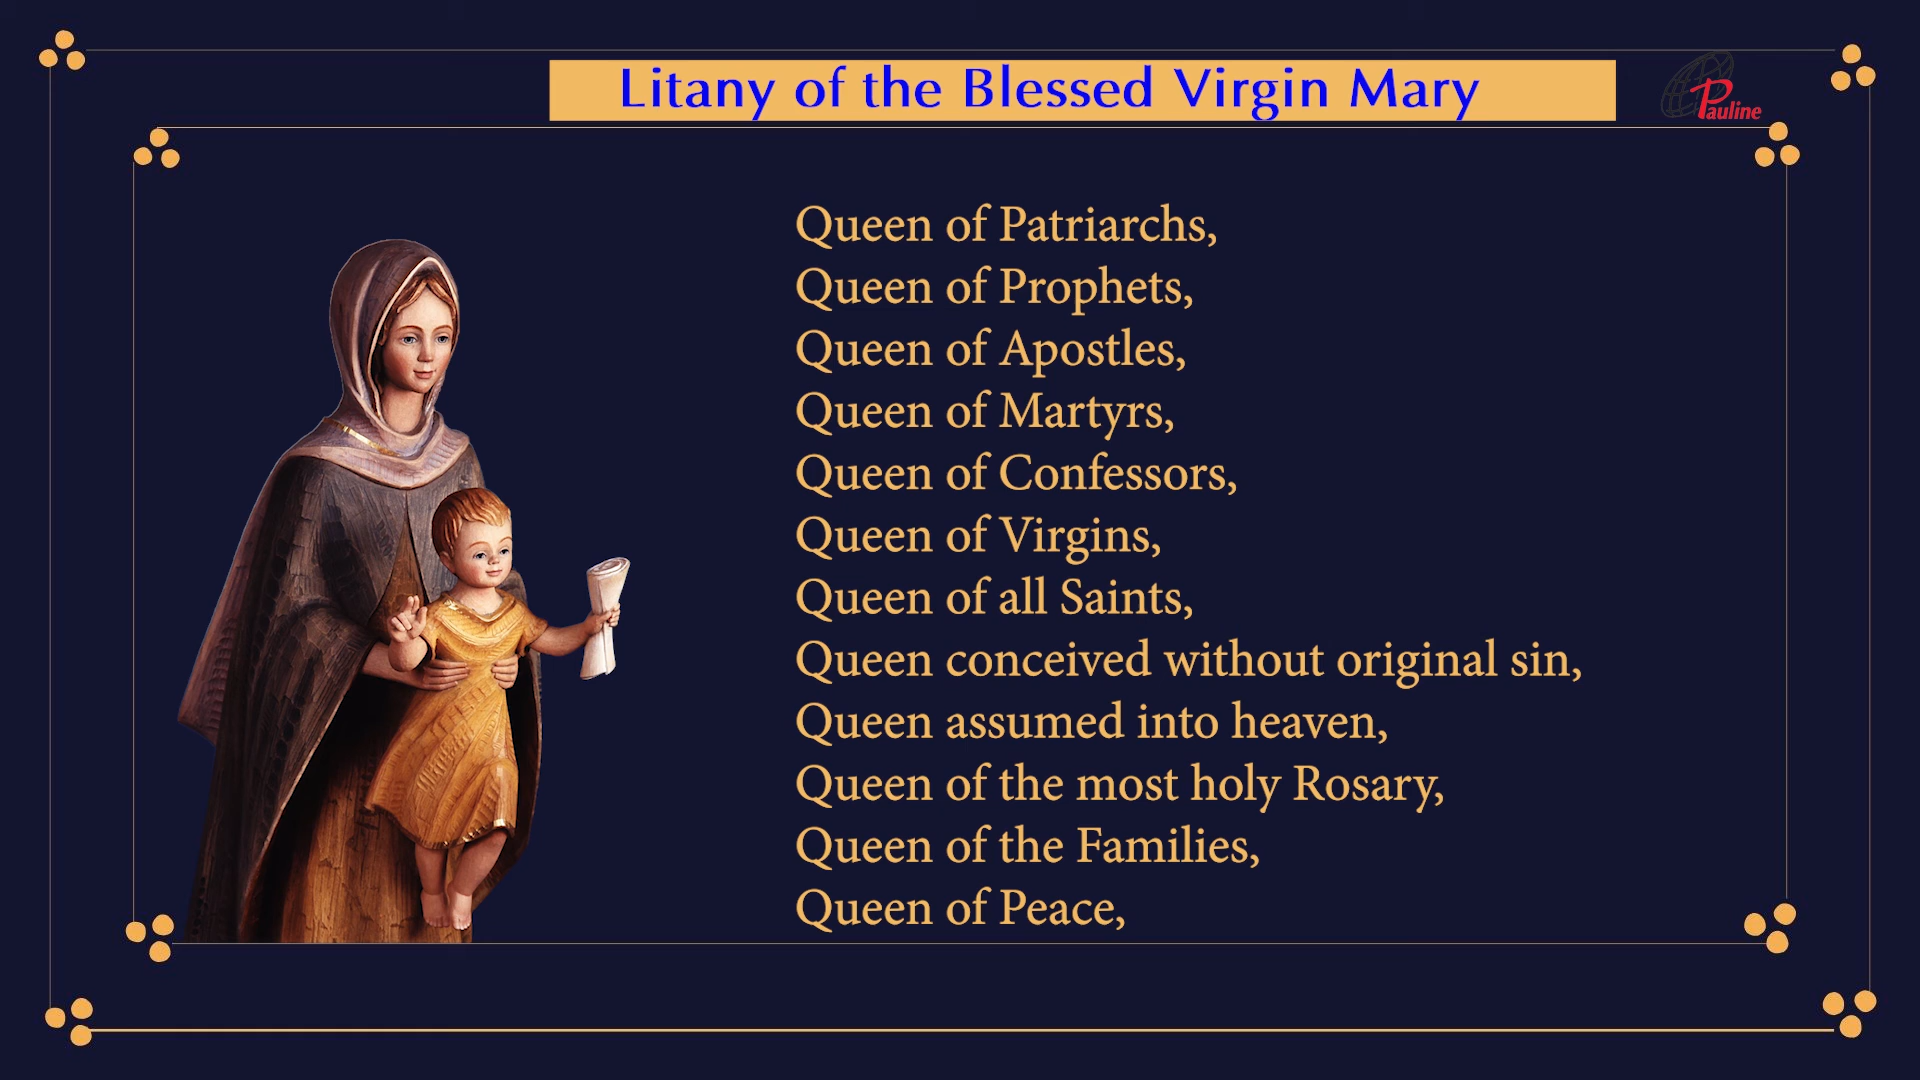 Litany of the Blessed Virgin Mary
Pauline
Queen of Patriarchs,
Queen of Prophets,
Queen of Apostles,
Queen of Martyrs,
Queen of Confessors,
Queen of Virgins,
Queen of all Saints,
Queen conceived without original sin,
Queen assumed into heaven,
Queen of the most holy Rosary,
Queen of the Families,
Queen of Peace,